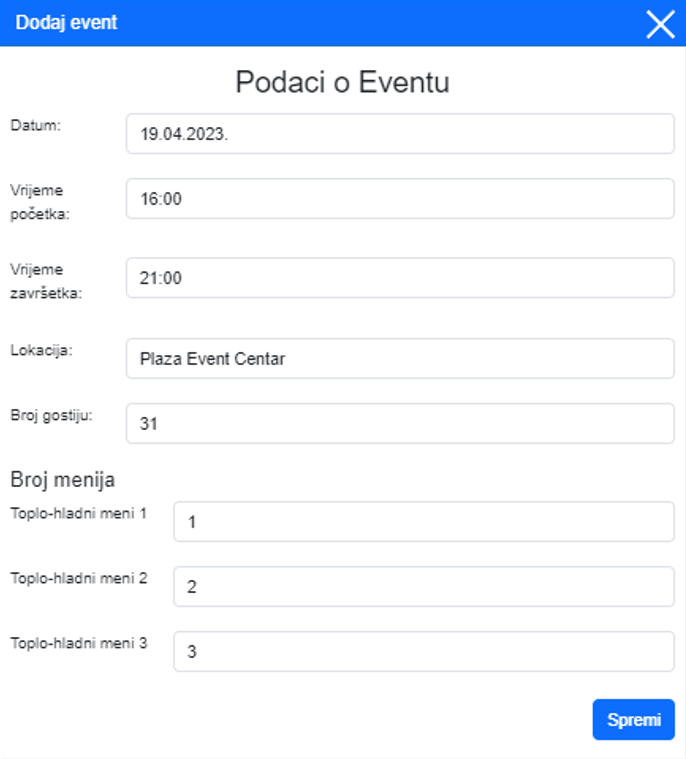 Dodaj event
Podaci o Eventu
Datum:
19.04.2023.
Vrijeme
početka:
16:00
Vrijeme
završetka:
21:00
Lokacija:
Plaza Event Centar
Broj gostiju:
31
Broj menija
Toplo-hladni meni 1
1
Toplo-hladni meni 2
2
Toplo-hladni meni 3
3
Spremi